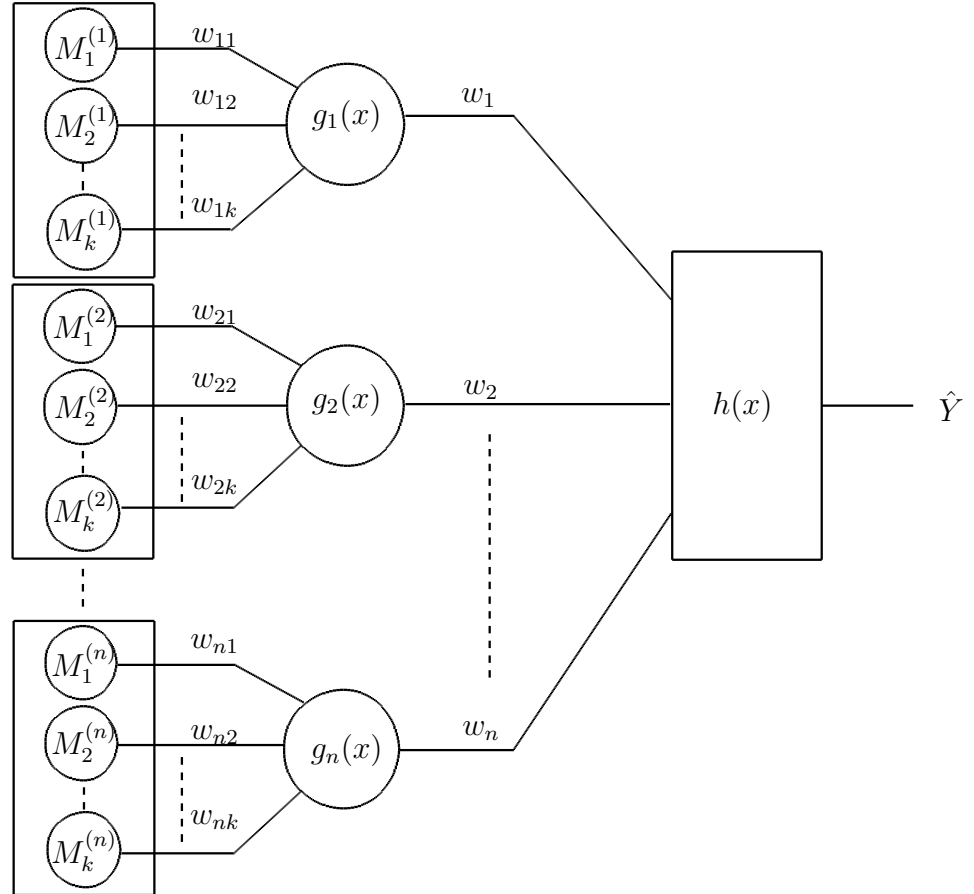 M_1^{(1)} w_{11}
M_2^{(1)} w_{12} g_1(x) w_1
M_k^{(1)} w_{1k}
M_1^{(2)} w_{21}
M_2^{(2)} w_{22} g_2(x) w_2 h(x) \hat{Y}
M_k^{(2)} w_{2k}
M_1^{(n)} w_{n1}
M_2^{(n)} w_{n2} g_n(x) w_n
M_k^{(n)} w_{nk}